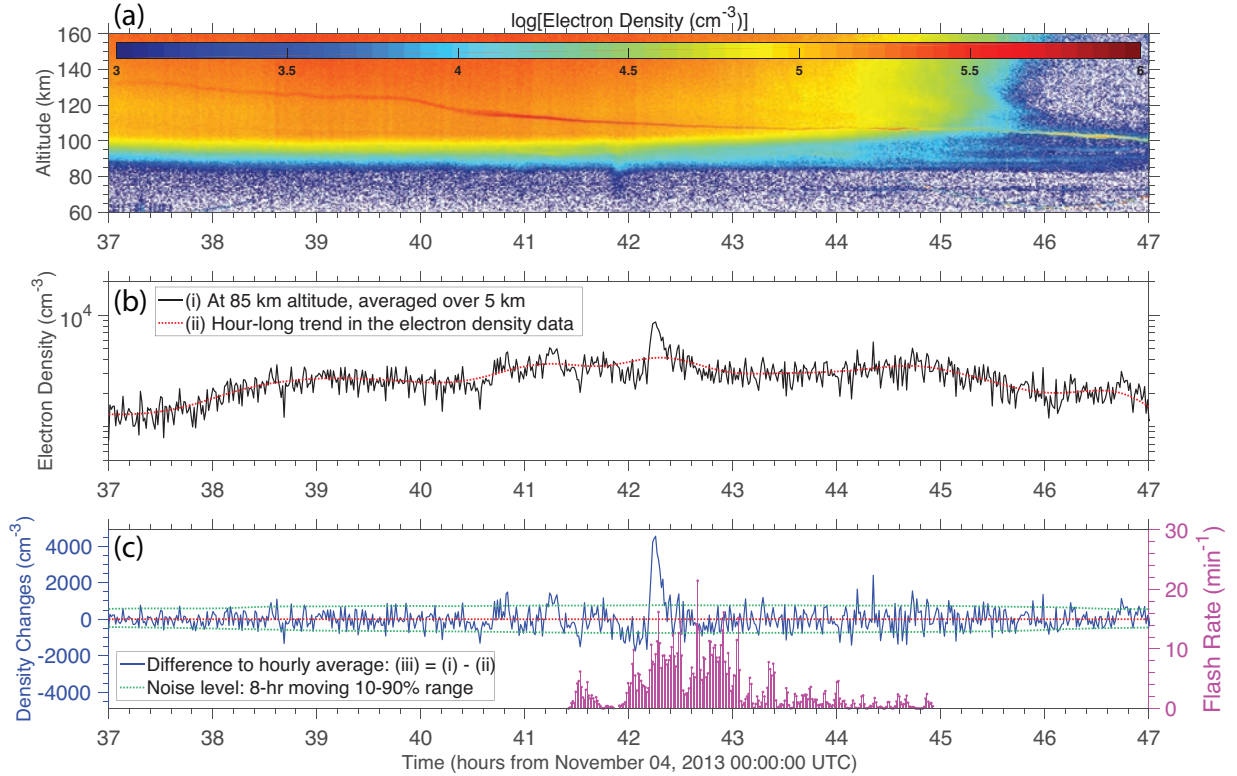 (a)
log[Electron Density (cm-3)]
160
140
120
100
80
60
Altitude (km)
3 3.5 4 4.5 5 5.5 6
37 38 39 40 41 42 43 44 45 46 47
(b)
(i) At 85 km altitude, averaged over 5 km
(ii) Hour-long trend in the electron density data
10^4
Electron Density (cm-3)
37 38 39 40 41 42 43 44 45 46 47
(c)
4000
2000
0
-2000
-4000
Density Changes (cm-3)
Difference to hourly average: (iii) = (i) - (ii)
Noise level: 8-hr moving 10-90% range
30
20
10
0
Flash Rate (min-1)
37 38 39 40 41 42 43 44 45 46 47
Time (hours from November 04, 2013 00:00:00 UTC)